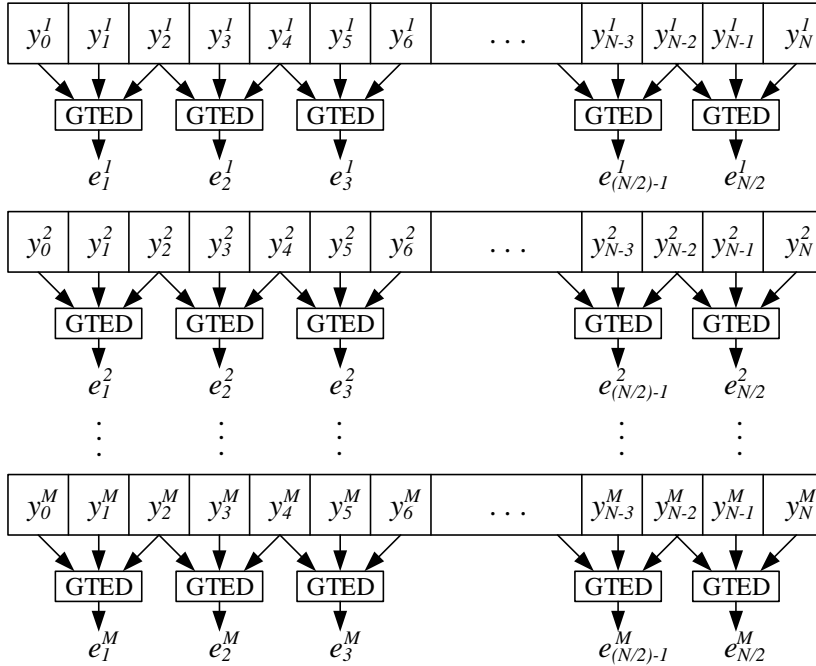 y_0^1 y_1^1 y_2^1 y_3^1 y_4^1 y_5^1 y_6^1 . . . y_{N-3}^1 y_{N-2}^1 y_{N-1}^1 y_N^1
GTED GTED GTED GTED GTED
e_1^1 e_2^1 e_3^1 e_{(N/2)-1}^1 e_{N/2}^1
y_0^2 y_1^2 y_2^2 y_3^2 y_4^2 y_5^2 y_6^2 . . . y_{N-3}^2 y_{N-2}^2 y_{N-1}^2 y_N^2
GTED GTED GTED GTED GTED
e_1^2 e_2^2 e_3^2 e_{(N/2)-1}^2 e_{N/2}^2
⋮ ⋮ ⋮ ⋮ ⋮
y_0^M y_1^M y_2^M y_3^M y_4^M y_5^M y_6^M . . . y_{N-3}^M y_{N-2}^M y_{N-1}^M y_N^M
GTED GTED GTED GTED GTED
e_1^M e_2^M e_3^M e_{(N/2)-1}^M e_{N/2}^M